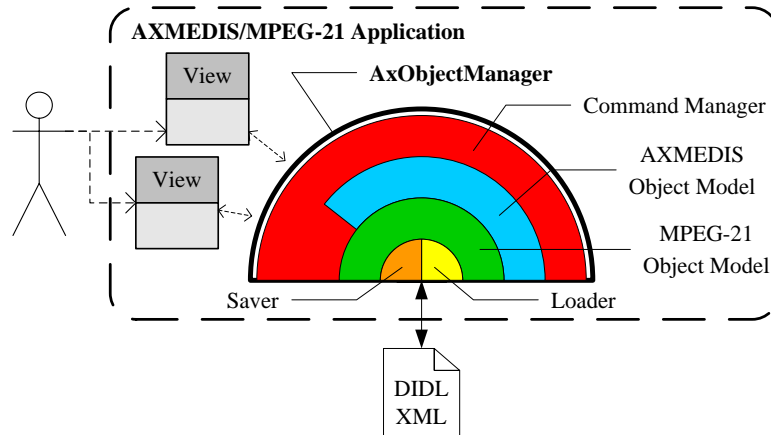 AXMEDIS/MPEG-21 Application
View
AxObjectManager
Command Manager
AXMEDIS
Object Model
View
MPEG-21
Object Model
Saver
Loader
DIDL
XML